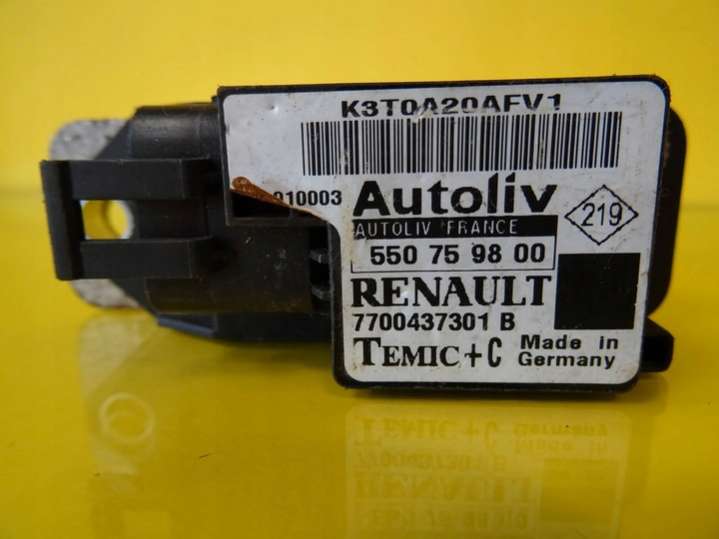 K3T0A20AFV1
010003 Autoliv
AUTOLIV FRANCE
219
550 75 98 00
RENAULT
7700437301 B
TEMIC+C
Made in
Germany